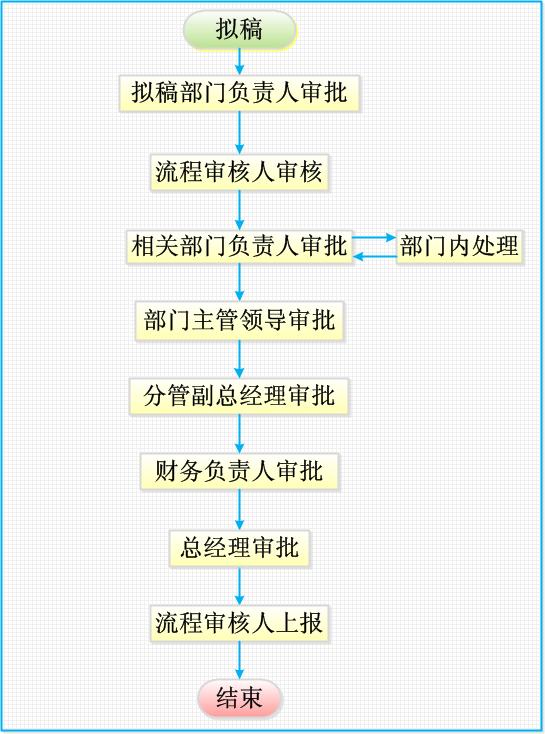 拟稿
拟稿部门负责人审批
流程审核人审核
相关部门负责人审批
部门内处理
部门主管领导审批
分管副总经理审批
财务负责人审批
总经理审批
流程审核人上报
结束